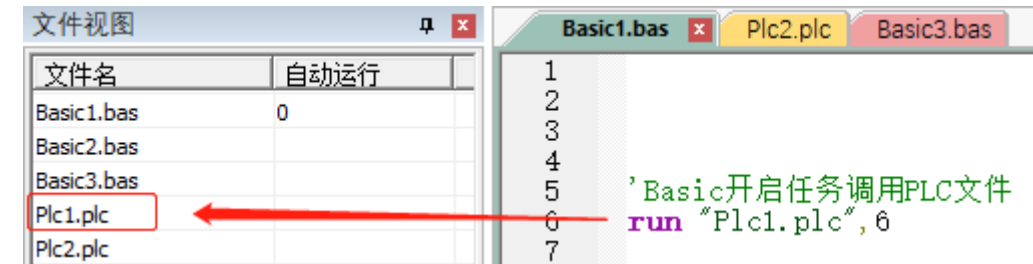 文件视图
文件名 自动运行
Basic1.bas 0
Basic2.bas
Basic3.bas
Plc1.plc
Plc2.plc
Basic1.bas Plc2.plc Basic3.bas
1
2
3
4
5 'Basic开启任务调用PLC文件
6 run "Plc1.plc",6
7